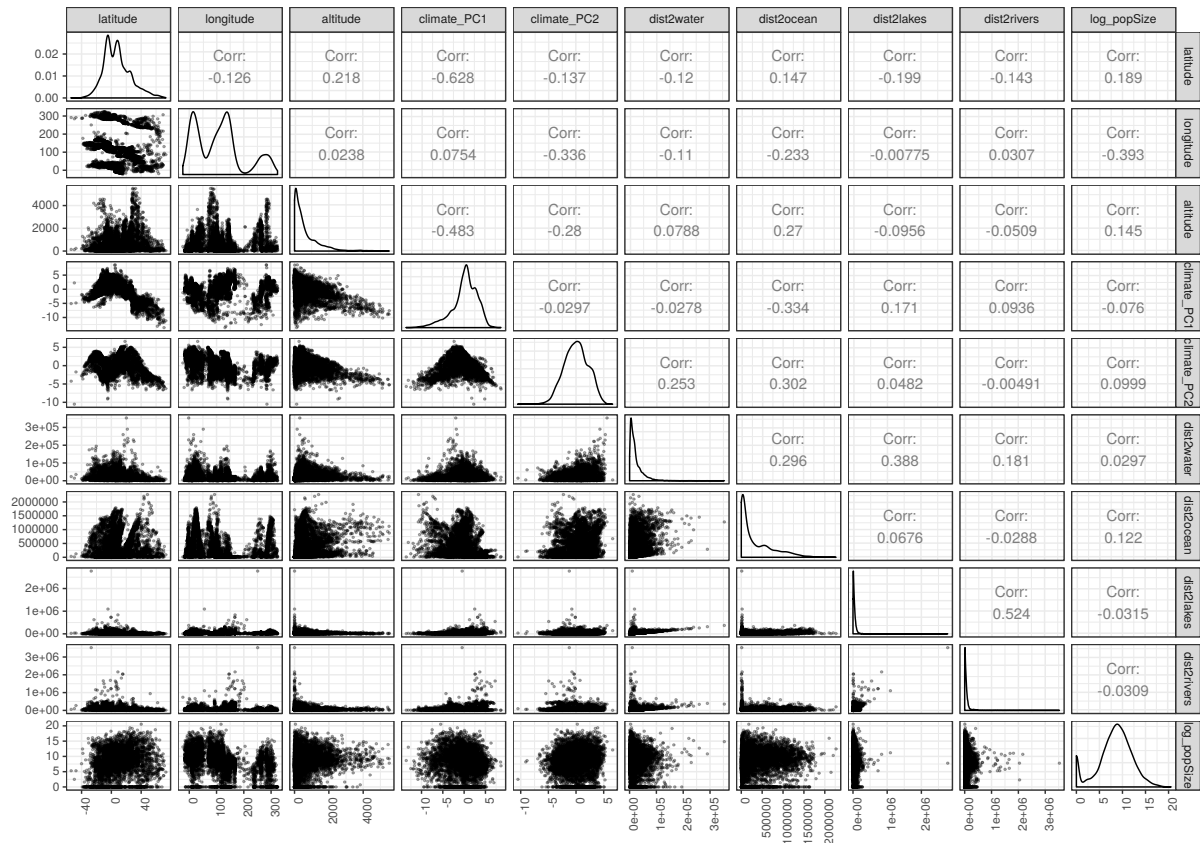 latitude longitude altitude climate_PC1 climate_PC2 dist2water dist2ocean dist2lakes dist2rivers log_popSize
0.02
0.01
0.00
Corr: Corr: Corr: Corr: Corr: Corr: Corr: Corr: Corr:
-0.126 0.218 -0.628 -0.137 -0.12 0.147 -0.199 -0.143 0.189
latitude
300
200
100
0
Corr: Corr: Corr: Corr: Corr: Corr: Corr: Corr:
0.0238 0.0754 -0.336 -0.11 -0.233 -0.00775 0.0307 -0.393
longitude
4000
2000
0
Corr: Corr: Corr: Corr: Corr: Corr: Corr:
-0.483 -0.28 0.0788 0.27 -0.0956 -0.0509 0.145
altitude
5
0
-5
-10
Corr: Corr: Corr: Corr: Corr: Corr:
-0.0297 -0.0278 -0.334 0.171 0.0936 -0.076
climate_PC1
5
0
-5
-10
Corr: Corr: Corr: Corr: Corr:
0.253 0.302 0.0482 -0.00491 0.0999
climate_PC2
3e+05
2e+05
1e+05
0e+00
Corr: Corr: Corr: Corr:
0.296 0.388 0.181 0.0297
dist2water
2000000
1500000
1000000
500000
0
Corr: Corr: Corr:
0.0676 -0.0288 0.122
dist2ocean
2e+06
1e+06
0e+00
Corr: Corr:
0.524 -0.0315
dist2lakes
3e+06
2e+06
1e+06
0e+00
Corr:
-0.0309
dist2rivers
20
15
10
5
0
log_popSize
-40 0 40 0 100 200 300 0 2000 4000 -10 -5 0 5 -10 -5 0 5 0e+00 1e+05 2e+05 3e+05 0 500000 1000000 1500000 2000000 0e+00 1e+06 2e+06 0e+00 1e+06 2e+06 3e+06 0 5 10 15 20